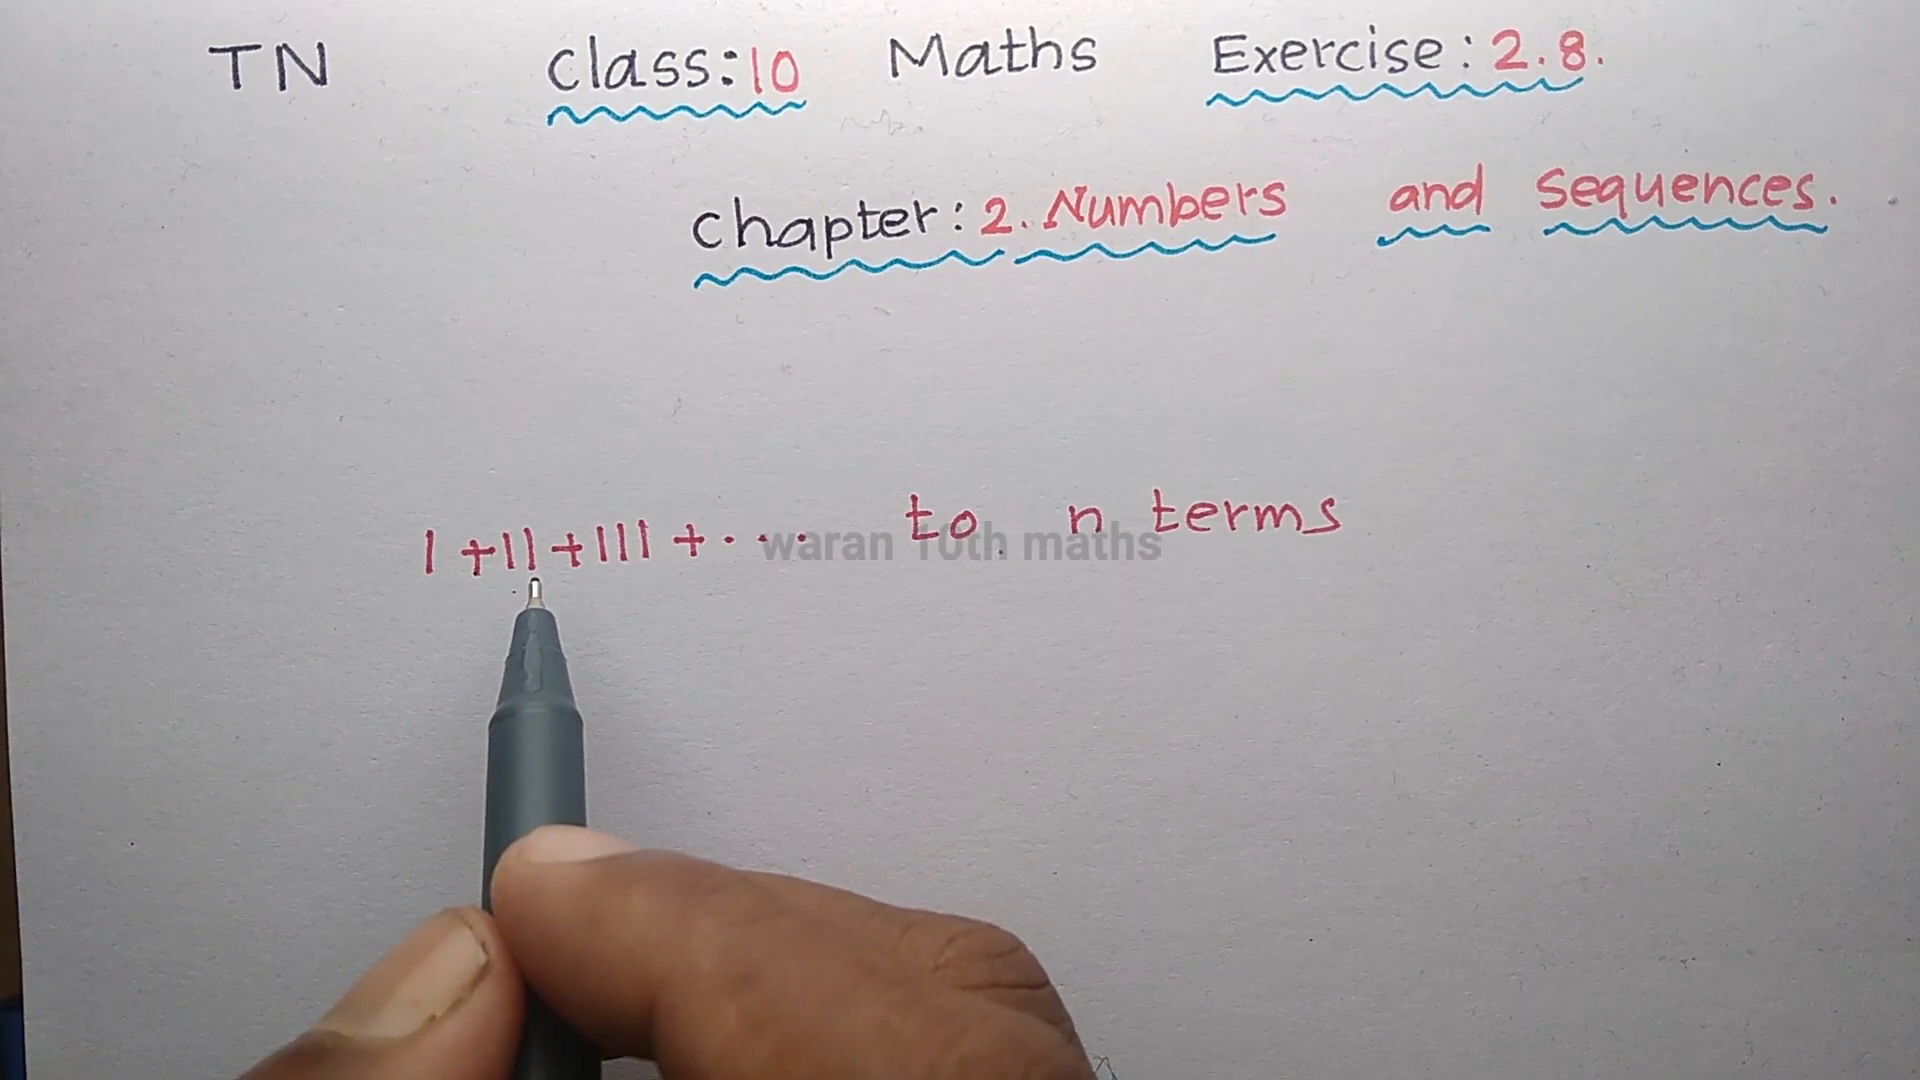 TN Class:10 Maths Exercise: 2.8.
Chapter: 2. Numbers and Sequences.
1 + 11 + 111 + . . . to n terms
waran 10th maths